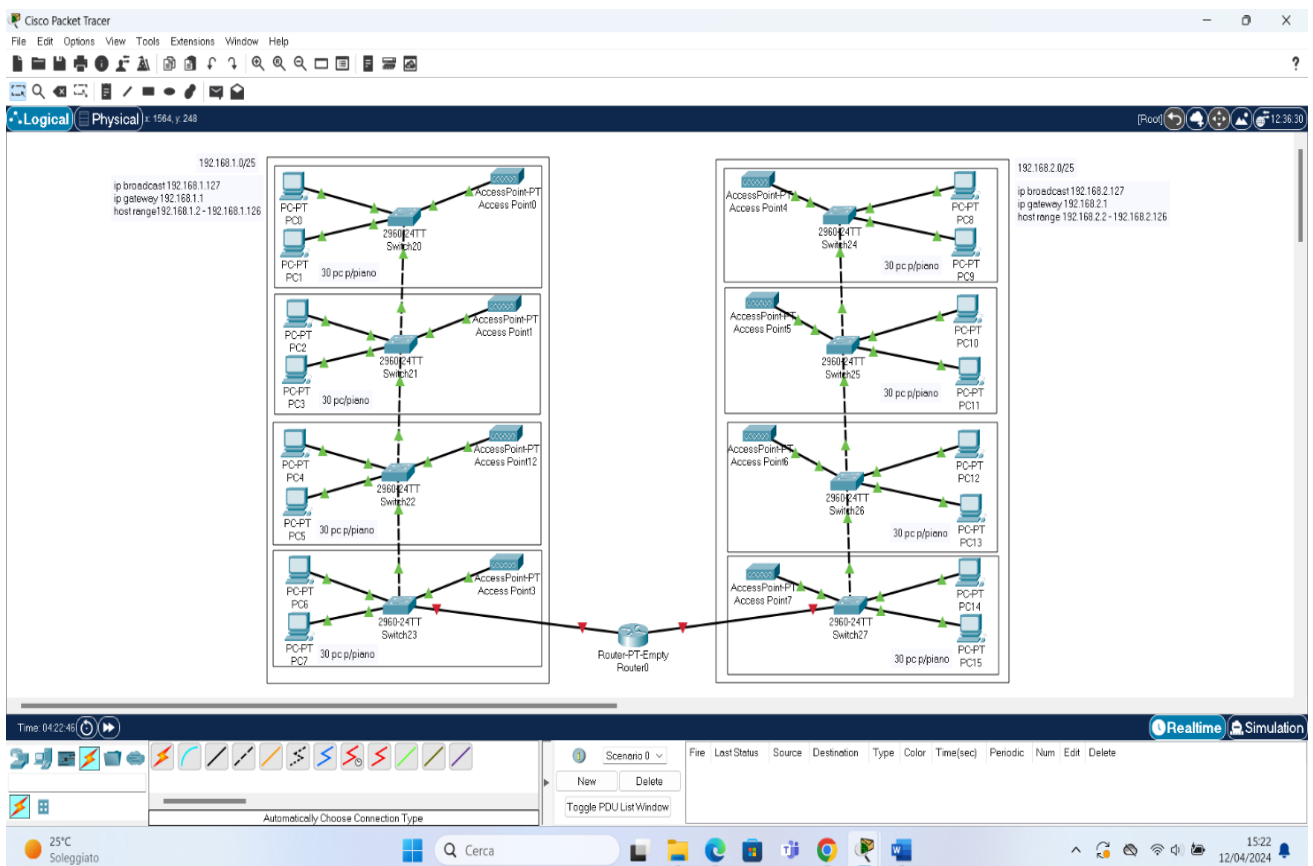 Cisco Packet Tracer
File Edit Options View Tools Extensions Window Help
?
Logical Physical x: 1564, y: 248 [Root] 12:36:30
192.168.1.0/25
ip broadcast 192.168.1.127
ip gateway 192.168.1.1
host range192.168.1.2 - 192.168.1.126
192.168.2.0/25
ip broadcast 192.168.2.127
ip gateway 192.168.2.1
host range 192.168.2.2 - 192.168.2.126
PC-PT
PC0
AccessPoint-PT
Access Point0
2960-24TT
Switch20
PC-PT
PC1
30 pc p/piano
PC-PT
PC2
AccessPoint-PT
Access Point1
2960-24TT
Switch21
PC-PT
PC3
30 pc/piano
PC-PT
PC4
AccessPoint-PT
Access Point12
2960-24TT
Switch22
PC-PT
PC5
30 pc p/piano
PC-PT
PC6
AccessPoint-PT
Access Point3
2960-24TT
Switch23
PC-PT
PC7
30 pc p/piano
Router-PT-Empty
Router0
AccessPoint-PT
Access Point4
PC-PT
PC8
2960-24TT
Switch24
30 pc p/piano
PC-PT
PC9
AccessPoint-PT
Access Point5
PC-PT
PC10
2960-24TT
Switch25
30 pc p/piano
PC-PT
PC11
AccessPoint-PT
Access Point6
PC-PT
PC12
2960-24TT
Switch26
30 pc p/piano
PC-PT
PC13
AccessPoint-PT
Access Point7
PC-PT
PC14
2960-24TT
Switch27
30 pc p/piano
PC-PT
PC15
Time: 04:22:46
Realtime Simulation
Scenario 0
New Delete
Toggle PDU List Window
Fire Last Status Source Destination Type Color Time(sec) Periodic Num Edit Delete
Automatically Choose Connection Type
25°C
Soleggiato
Cerca
15:22
12/04/2024